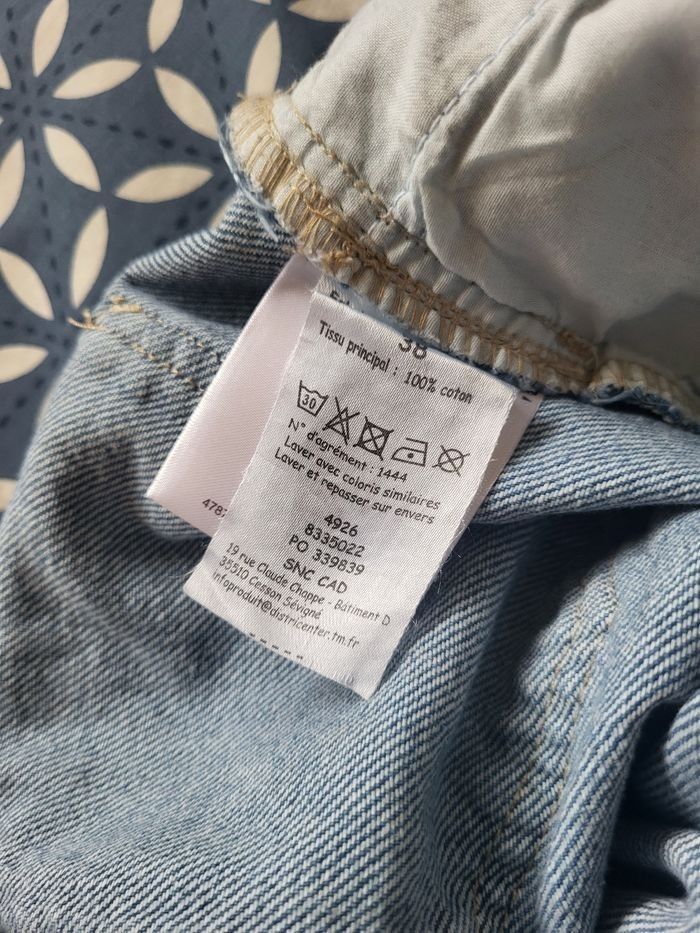 38
Tissu principal : 100% coton
30
N° d'agrément : 1444
Laver avec coloris similaires
Laver et repasser sur envers
4926
8335022
PO 339839
SNC CAD
19 rue Claude Chappe - Bâtiment D
35510 Cesson Sévigné
infoproduit@districenter.tm.fr